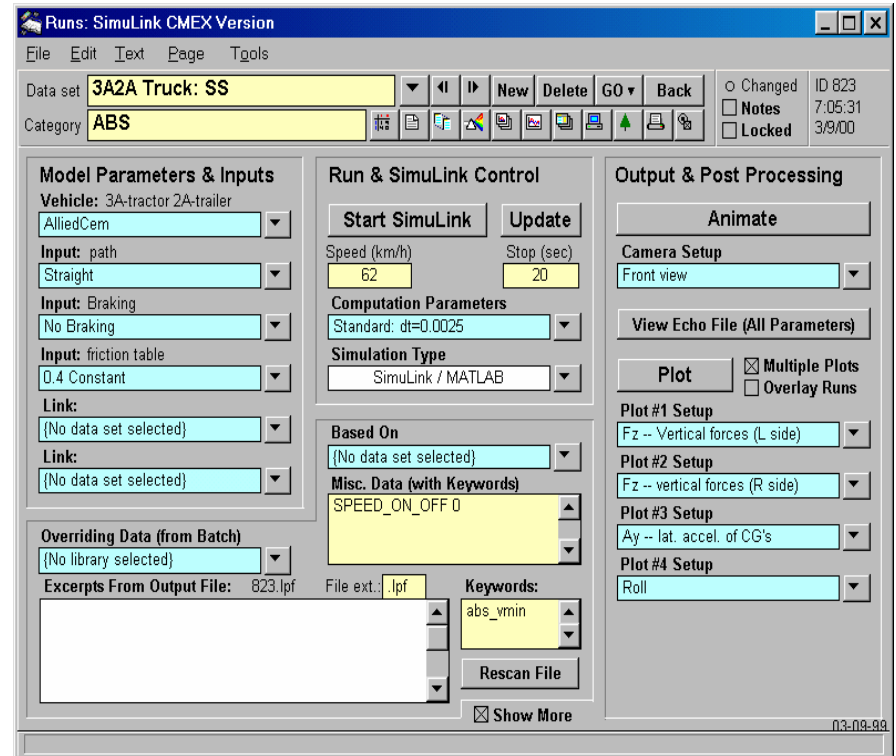 Runs: SimuLink CMEX Version
File Edit Text Page Tools
Data set 3A2A Truck: SS New Delete GO Back Changed ID 823
Notes 7:05:31
Category ABS Locked 3/9/00
Model Parameters & Inputs
Vehicle: 3A-tractor 2A-trailer
AlliedCem
Input: path
Straight
Input: Braking
No Braking
Input: friction table
0.4 Constant
Link:
{No data set selected}
Link:
{No data set selected}
Overriding Data (from Batch)
{No library selected}
Excerpts From Output File: 823.lpf File ext.: .lpf
Run & SimuLink Control
Start SimuLink Update
Speed (km/h) Stop (sec)
62 20
Computation Parameters
Standard: dt=0.0025
Simulation Type
SimuLink / MATLAB
Based On
{No data set selected}
Misc. Data (with Keywords)
SPEED_ON_OFF 0
Keywords:
abs_vmin
Rescan File
Show More
Output & Post Processing
Animate
Camera Setup
Front view
View Echo File (All Parameters)
Plot Multiple Plots
Overlay Runs
Plot #1 Setup
Fz -- Vertical forces (L side)
Plot #2 Setup
Fz -- vertical forces (R side)
Plot #3 Setup
Ay -- lat. accel. of CG's
Plot #4 Setup
Roll
03-09-99